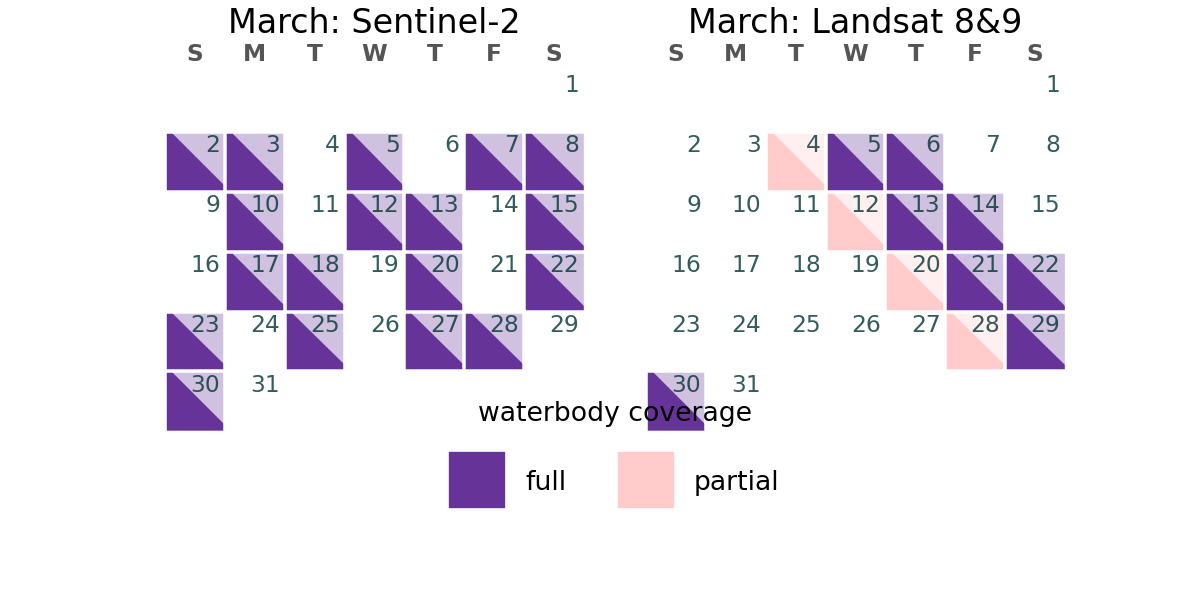 March: Sentinel-2
S M T W T F S
1
2 3 4 5 6 7 8
9 10 11 12 13 14 15
16 17 18 19 20 21 22
23 24 25 26 27 28 29
30 31
March: Landsat 8&9
S M T W T F S
1
2 3 4 5 6 7 8
9 10 11 12 13 14 15
16 17 18 19 20 21 22
23 24 25 26 27 28 29
30 31
waterbody coverage
full partial